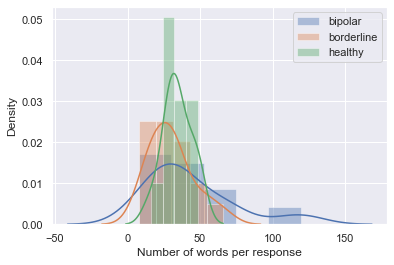 bipolar
borderline
healthy
0.05
0.04
0.03
0.02
0.01
0.00
Density
−50 0 50 100 150
Number of words per response